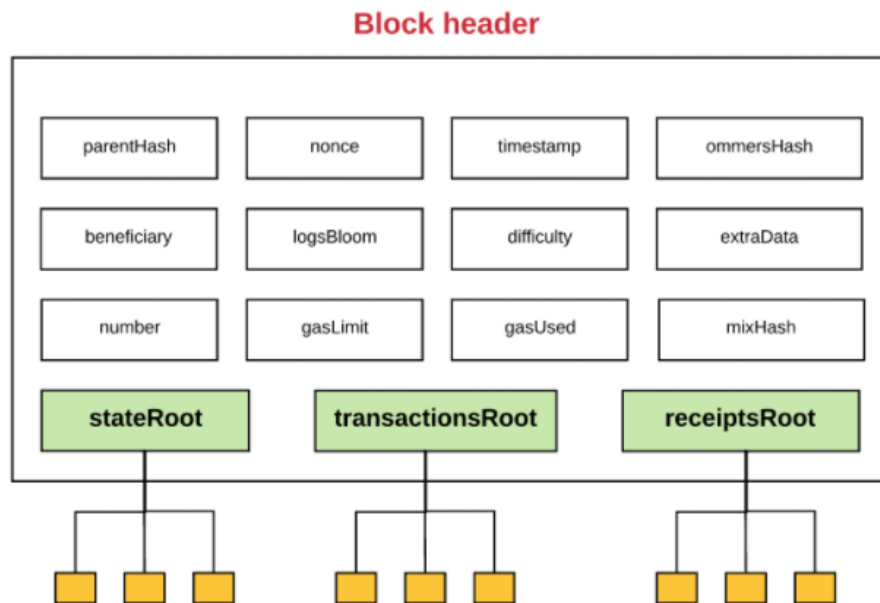 Block header
parentHash
nonce
timestamp
ommersHash
beneficiary
logsBloom
difficulty
extraData
number
gasLimit
gasUsed
mixHash
stateRoot
transactionsRoot
receiptsRoot